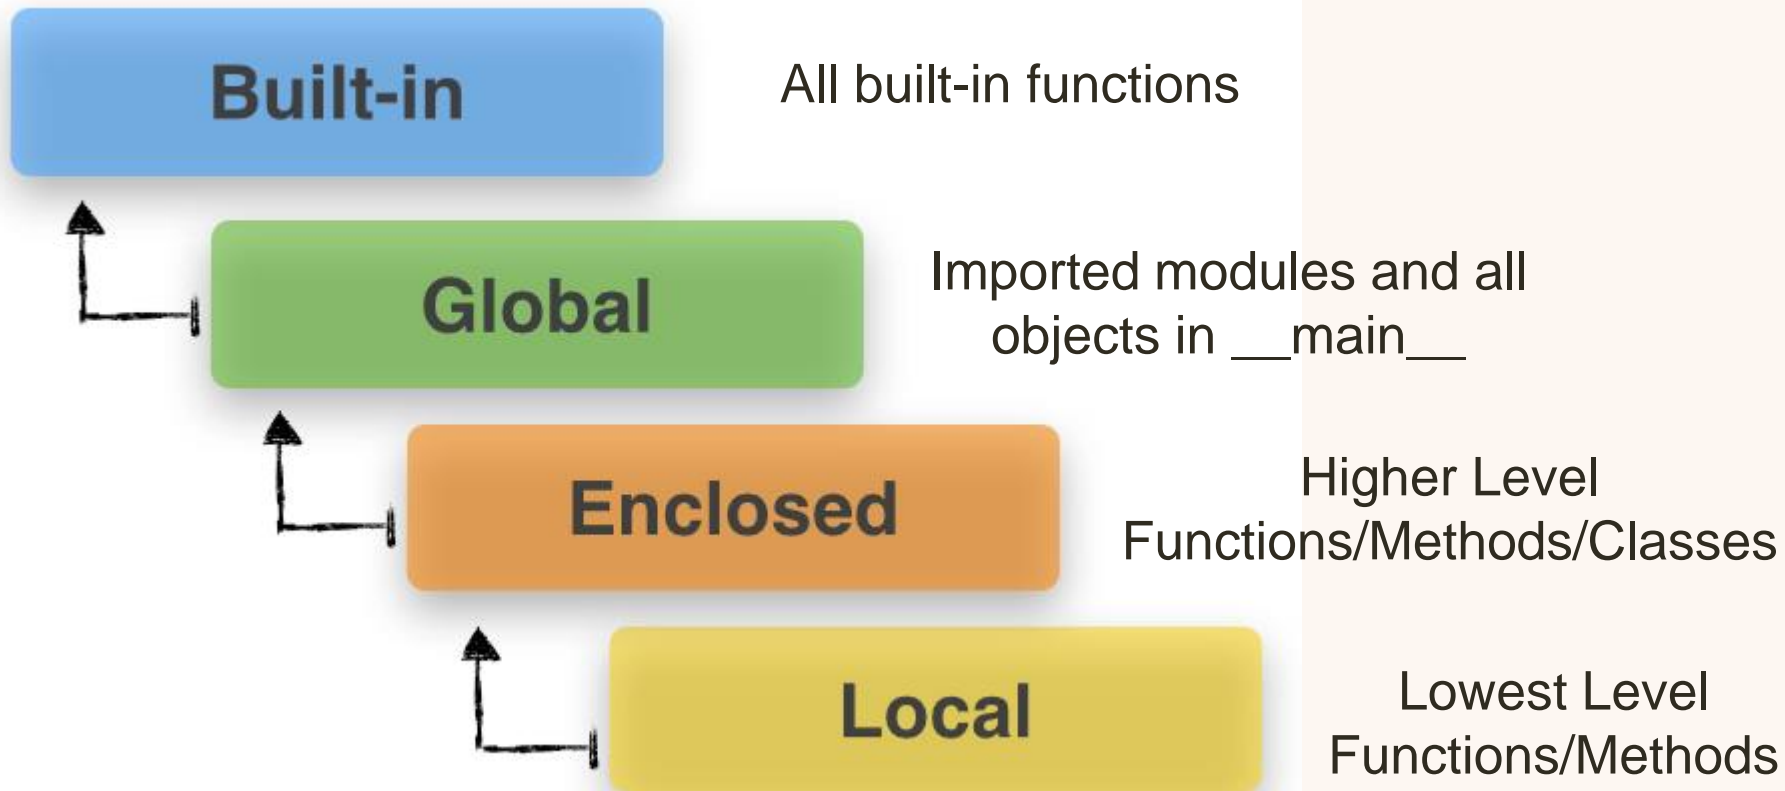 Built-in
All built-in functions
Global
Imported modules and all
objects in __main__
Enclosed
Higher Level
Functions/Methods/Classes
Local
Lowest Level
Functions/Methods